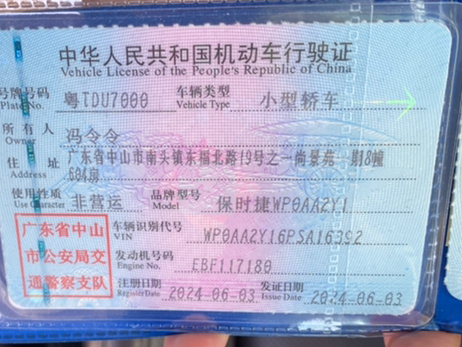 中华人民共和国机动车行驶证
Vehicle License of the People's Republic of China
号牌号码 粤TDU7000 车辆类型 小型轿车
Plate No. Vehicle Type
所有人 冯令令
Owner
住址 广东省中山市南头镇东福北路19号之一尚景苑一期8幢
Address 604房
使用性质 非营运 品牌型号 保时捷WP0AA2Y1
Use Character Model
广东省中山
市公安局交
通警察支队
车辆识别代号 WP0AA2Y16PSA16392
VIN
发动机号码 EBF117180
Engine No.
注册日期 2024-06-03 发证日期 2024-06-03
Register Date Issue Date